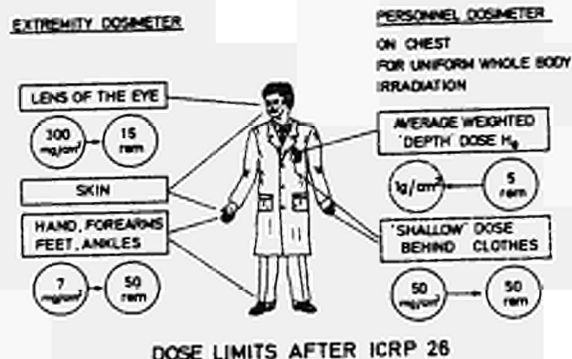 EXTREMITY DOSIMETER
LENS OF THE EYE
300
mg/cm²
15
rem
SKIN
HAND, FOREARMS
FEET, ANKLES
7
mg/cm²
50
rem
PERSONNEL DOSIMETER
ON CHEST
FOR UNIFORM WHOLE BODY
IRRADIATION
AVERAGE WEIGHTED
'DEPTH' DOSE
1g/cm²
5
rem
'SHALLOW' DOSE
BEHIND CLOTHES
50
mg/cm²
50
rem
DOSE LIMITS AFTER ICRP 26